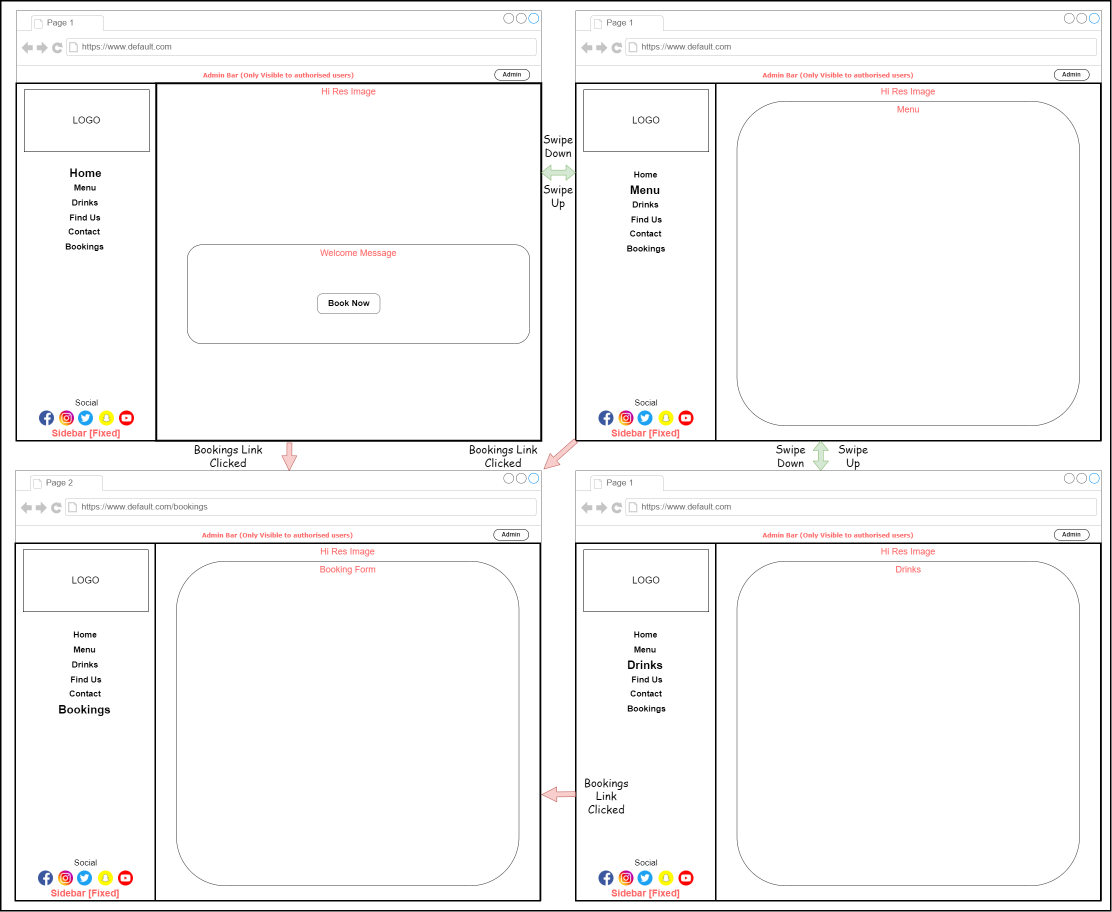 Page 1
https://www.default.com
Admin Bar (Only Visible to authorised users)
Admin
LOGO
Home
Menu
Drinks
Find Us
Contact
Bookings
Social
Sidebar [Fixed]
Hi Res Image
Welcome Message
Book Now
Swipe
Down
Swipe
Up
Page 1
https://www.default.com
Admin Bar (Only Visible to authorised users)
Admin
LOGO
Home
Menu
Drinks
Find Us
Contact
Bookings
Social
Sidebar [Fixed]
Hi Res Image
Menu
Bookings Link
Clicked
Bookings Link
Clicked
Swipe
Down
Swipe
Up
Page 2
https://www.default.com/bookings
Admin Bar (Only Visible to authorised users)
Admin
LOGO
Home
Menu
Drinks
Find Us
Contact
Bookings
Social
Sidebar [Fixed]
Hi Res Image
Booking Form
Page 1
https://www.default.com
Admin Bar (Only Visible to authorised users)
Admin
LOGO
Home
Menu
Drinks
Find Us
Contact
Bookings
Bookings
Link
Clicked
Social
Sidebar [Fixed]
Hi Res Image
Drinks